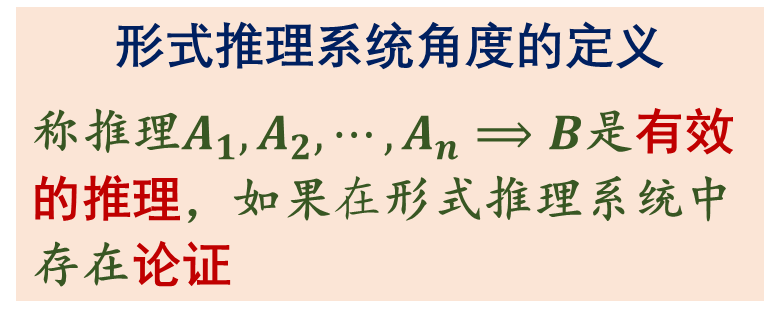 形式推理系统角度的定义
称推理A₁, A₂, ⋯, Aₙ ⟹ B是有效
的推理，如果在形式推理系统中
存在论证